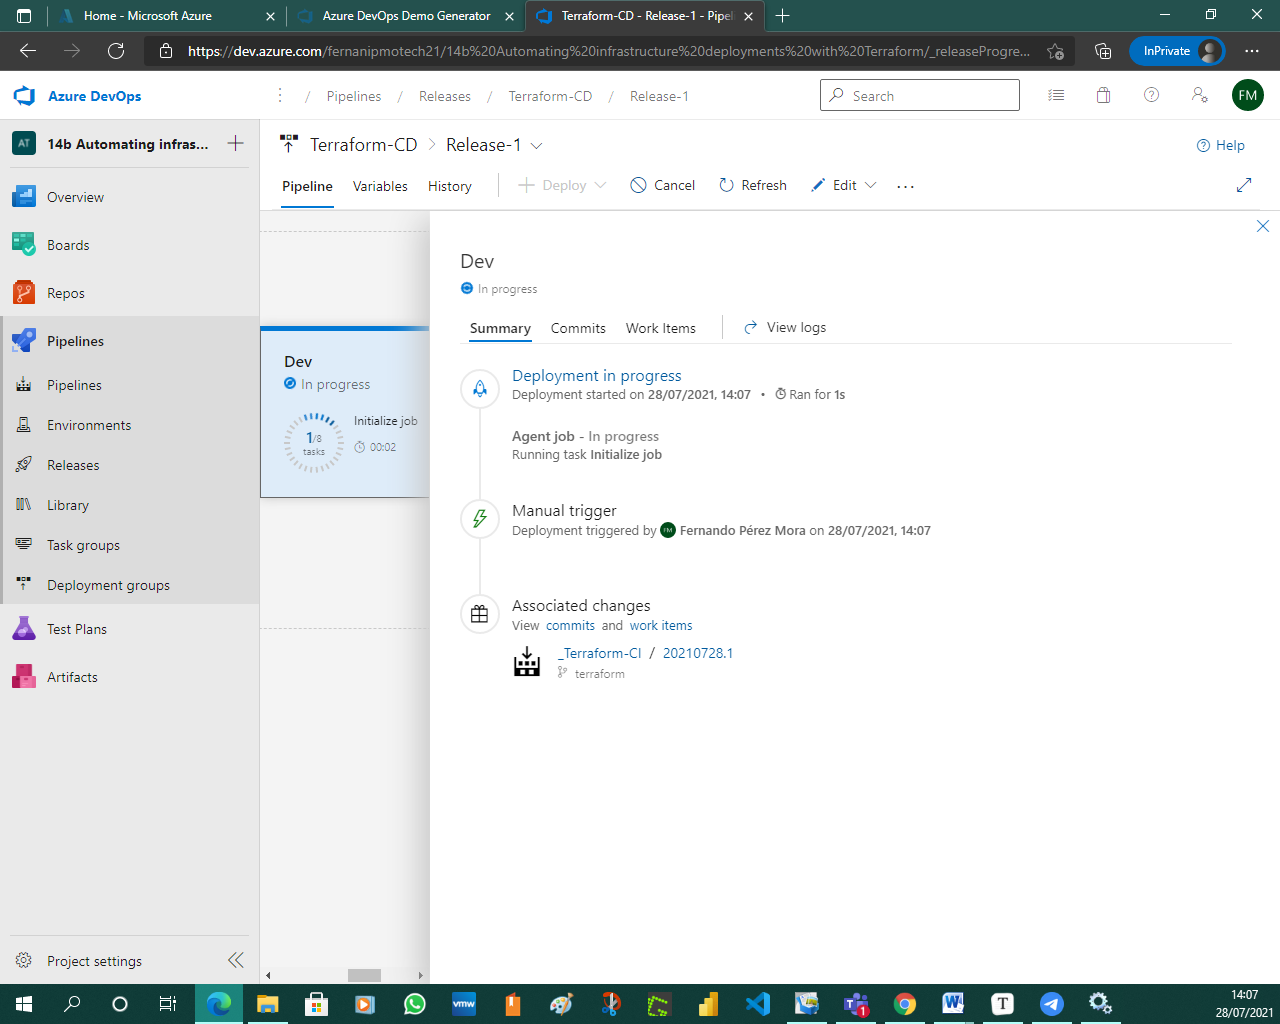 Home - Microsoft Azure
Azure DevOps Demo Generator
Terraform-CD - Release-1 - Pipel
https://dev.azure.com/fernanipmotech21/14b%20Automating%20infrastructure%20deployments%20with%20Terraform/_releaseProgre...
InPrivate
Azure DevOps
/ Pipelines / Releases / Terraform-CD / Release-1
Search
FM
AT
14b Automating infras...
Terraform-CD
Release-1
Help
Pipeline
Variables
History
Deploy
Cancel
Refresh
Edit
Overview
Boards
Repos
Pipelines
Pipelines
Environments
Releases
Library
Task groups
Deployment groups
Test Plans
Artifacts
Project settings
Dev
In progress
1/8
tasks
Initialize job
00:02
Dev
In progress
Summary
Commits
Work Items
View logs
Deployment in progress
Deployment started on 28/07/2021, 14:07 • Ran for 1s
Agent job - In progress
Running task Initialize job
Manual trigger
Deployment triggered by FM Fernando Pérez Mora on 28/07/2021, 14:07
Associated changes
View commits and work items
_Terraform-CI / 20210728.1
terraform
vmw
1
W
T
14:07
28/07/2021